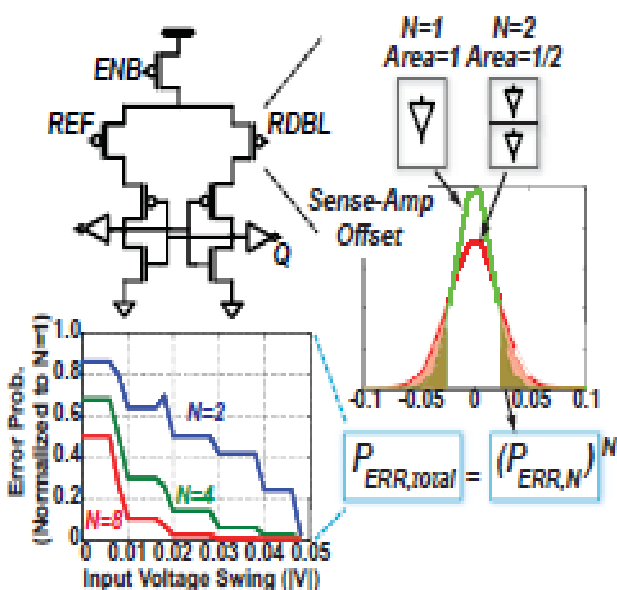 N=1 N=2
Area=1 Area=1/2
ENB
REF
RDBL
Sense-Amp
Offset
Q
-0.1 -0.05 0 0.05 0.1
Error Prob.
(Normalized to N=1)
1.0
0.8
0.6
0.4
0.2
0
N=2
N=4
N=8
0 0.01 0.02 0.03 0.04 0.05
Input Voltage Swing (|V|)
P ERR,total = (P ERR,N) N